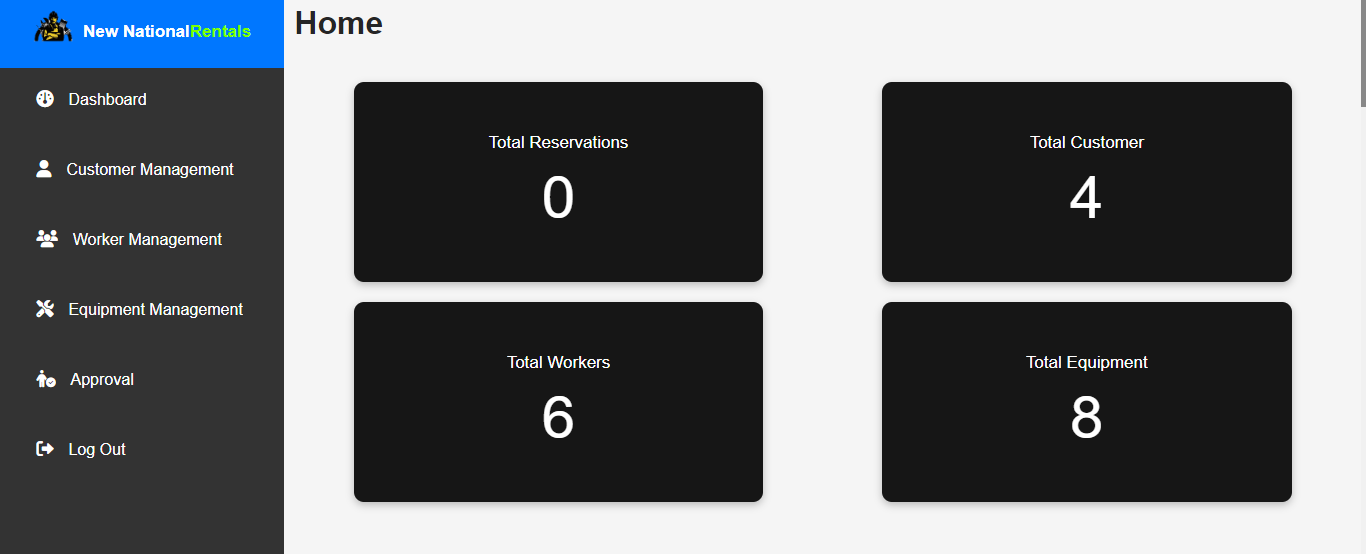 New NationalRentals
Dashboard
Customer Management
Worker Management
Equipment Management
Approval
Log Out
Home
Total Reservations
0
Total Customer
4
Total Workers
6
Total Equipment
8